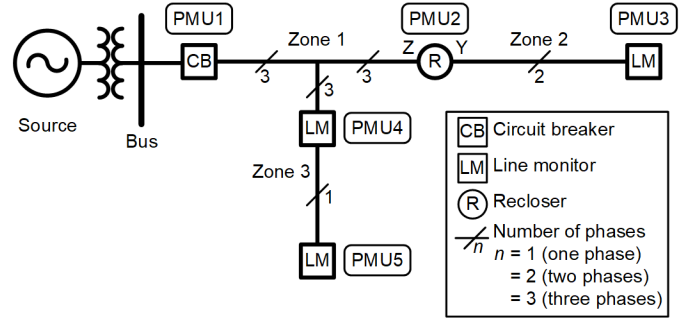 PMU1
PMU2
PMU3
Zone 1
Z
Y
Zone 2
CB
3
3
R
2
LM
3
Source
Bus
LM
PMU4
Zone 3
1
LM
PMU5
CB Circuit breaker
LM Line monitor
R Recloser
Number of phases
n n = 1 (one phase)
= 2 (two phases)
= 3 (three phases)